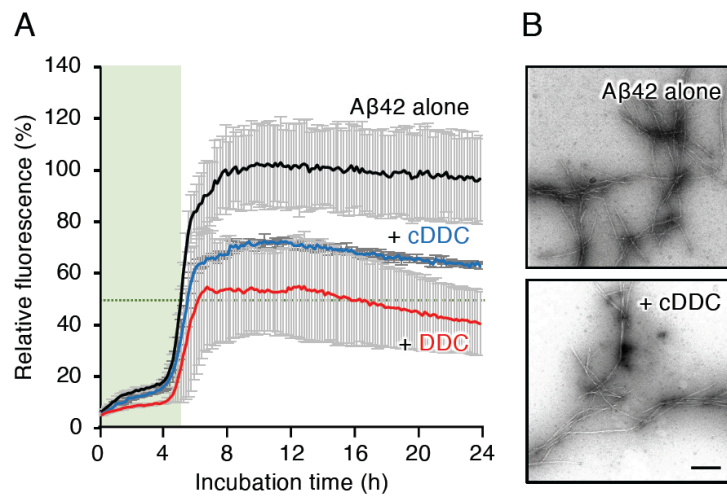 A
B
140
120
100
80
60
40
20
0
Relative fluorescence (%)
Aβ42 alone
+ cDDC
+ DDC
0 4 8 12 16 20 24
Incubation time (h)
Aβ42 alone
+ cDDC